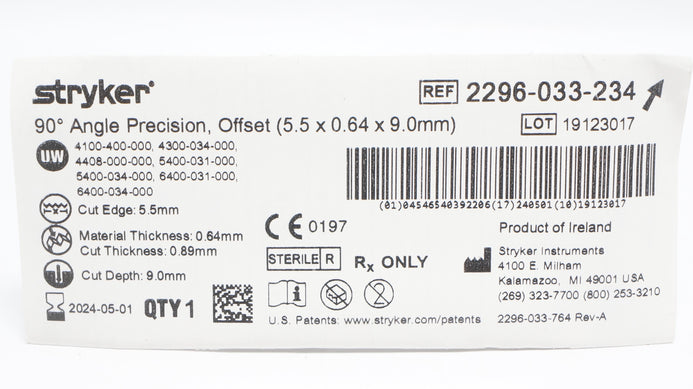 stryker®
REF 2296-033-234
90° Angle Precision, Offset (5.5 x 0.64 x 9.0mm)
LOT 19123017
UW 4100-400-000, 4300-034-000,
4408-000-000, 5400-031-000,
5400-034-000, 6400-031-000,
6400-034-000
(01)04546540392206(17)240501(10)19123017
Cut Edge: 5.5mm
Material Thickness: 0.64mm
Cut Thickness: 0.89mm
Cut Depth: 9.0mm
2024-05-01 QTY 1
CE 0197
STERILE R Rx ONLY
U.S. Patents: www.stryker.com/patents
Product of Ireland
Stryker Instruments
4100 E. Milham
Kalamazoo, MI 49001 USA
(269) 323-7700 (800) 253-3210
2296-033-764 Rev-A